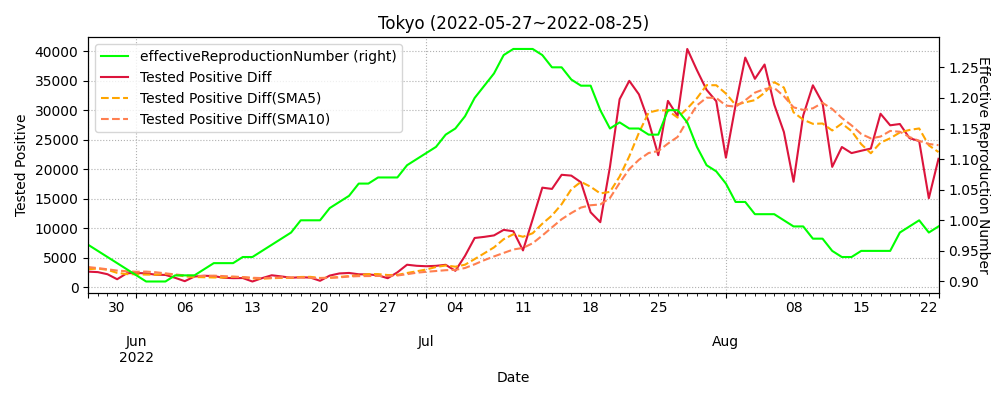 Tokyo (2022-05-27~2022-08-25)
effectiveReproductionNumber (right)
Tested Positive Diff
Tested Positive Diff(SMA5)
Tested Positive Diff(SMA10)
Tested Positive
40000
35000
30000
25000
20000
15000
10000
5000
0
Effective Reproduction Number
1.25
1.20
1.15
1.10
1.05
1.00
0.95
0.90
30 06 13 20 27 04 11 18 25 08 15 22
Jun Jul Aug
2022
Date